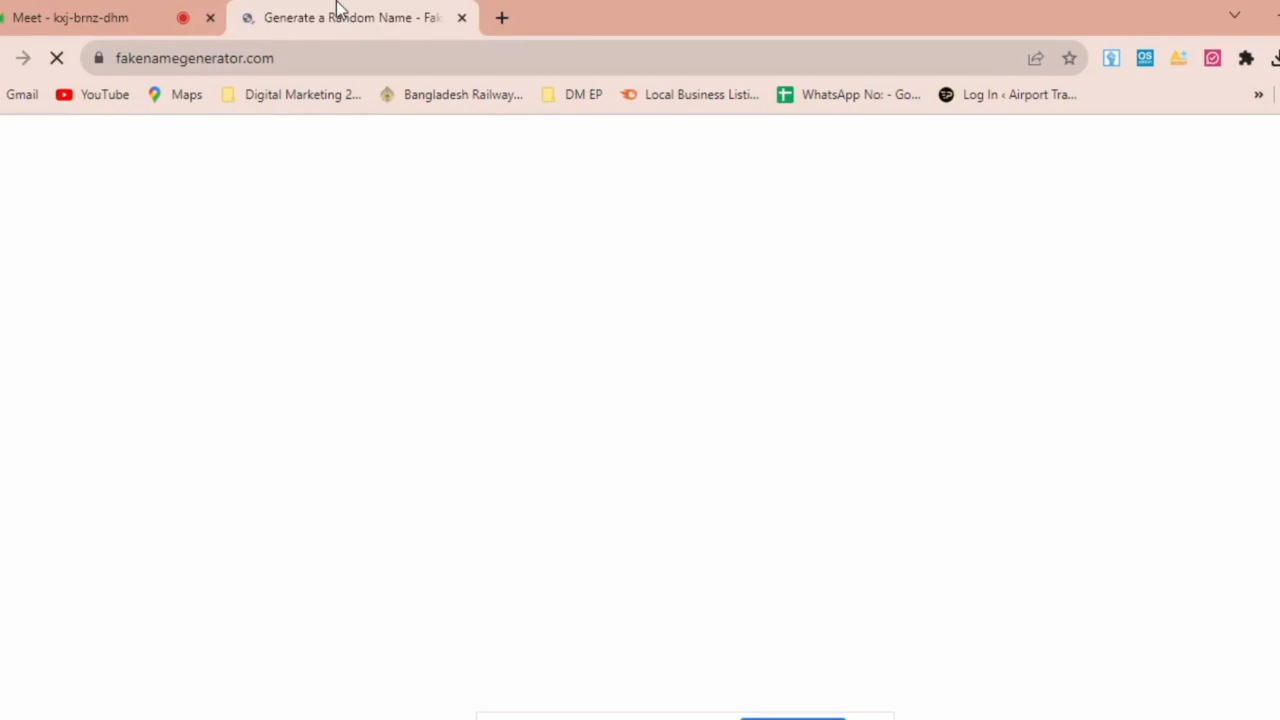 Meet - kxj-brnz-dhm
Generate a Random Name - Fak
fakenamegenerator.com
OS
Gmail YouTube Maps Digital Marketing 2... Bangladesh Railway... DM EP Local Business Listi... WhatsApp No: - Go... Log In ‹ Airport Tra... »